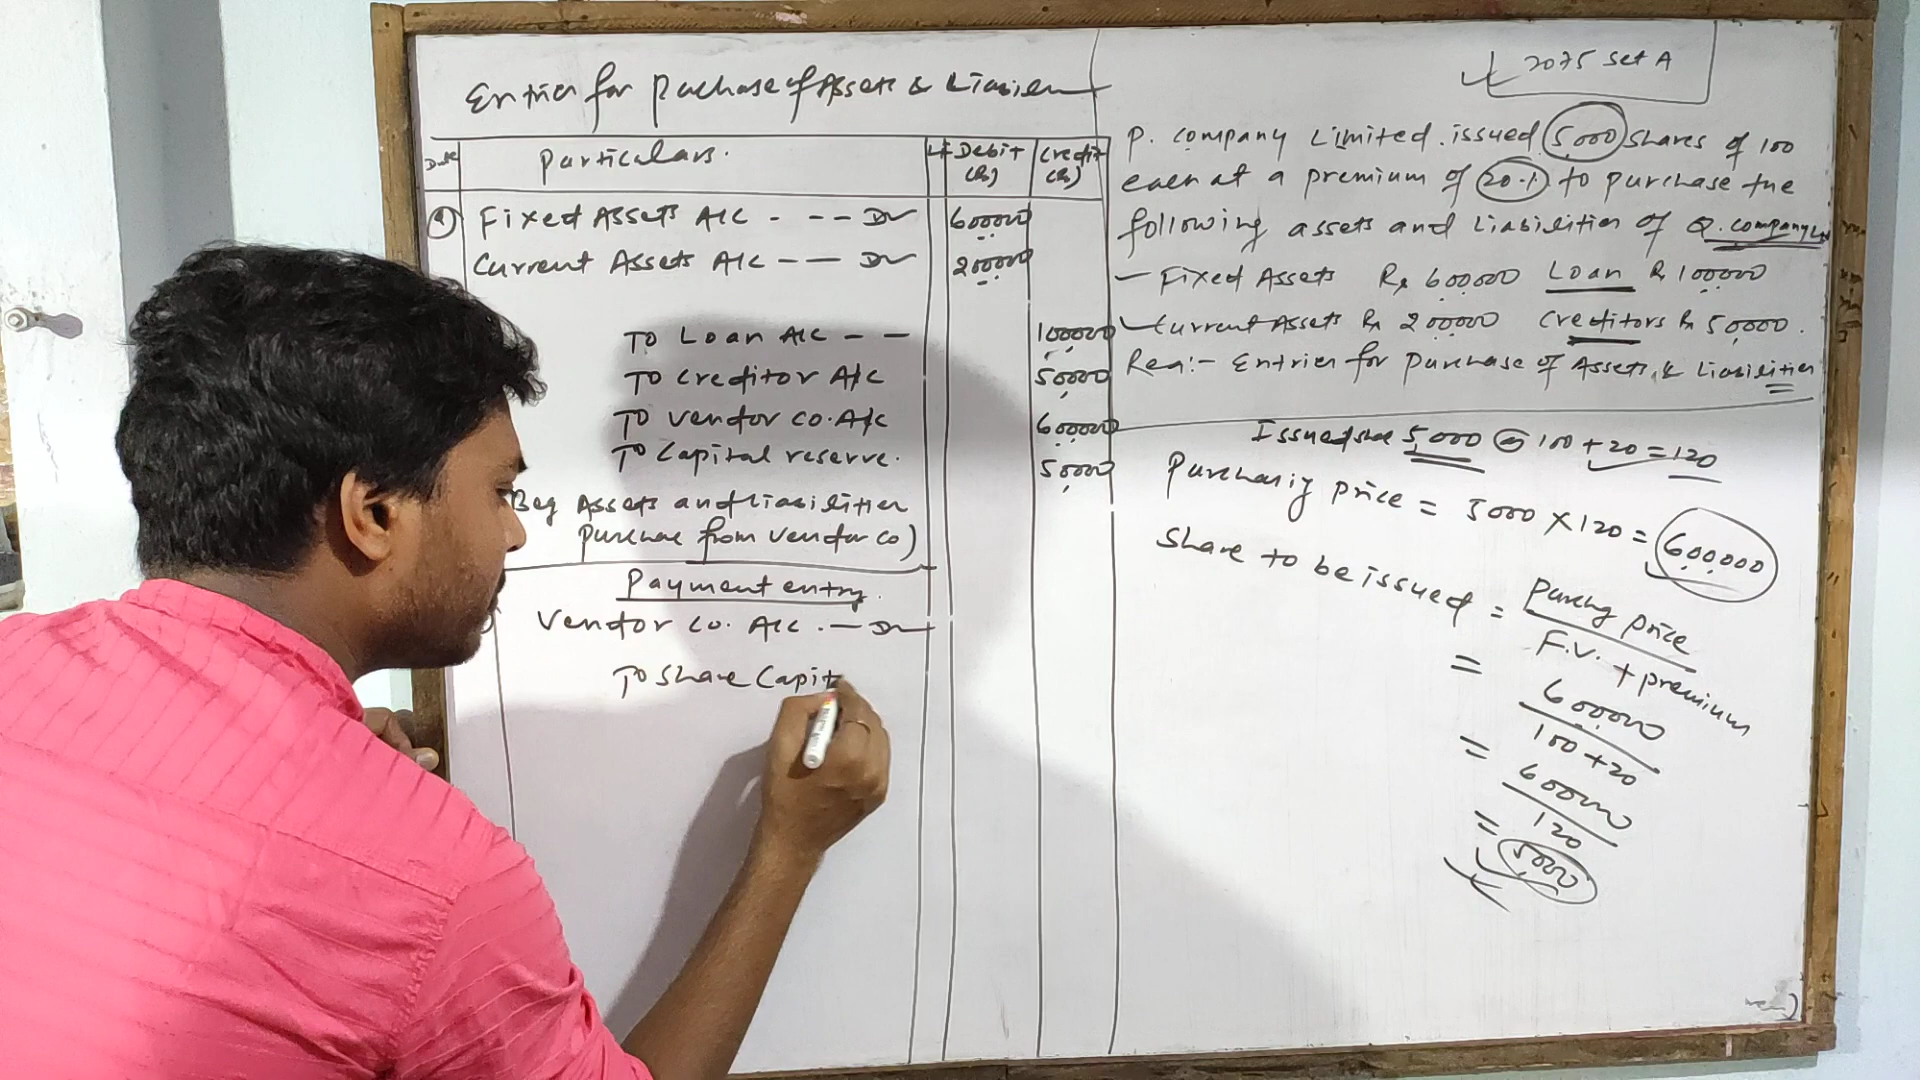 Entries for purchase of Assets & Liabilities
Date Particulars. LF Debit (Rs) Credit (Rs)
Fixed Assets A/c - -- Dr 600000
Current Assets A/c -- Dr 200000
To Loan A/c -- 100000
To Creditor A/c 50000
To Vendor co. A/c 600000
To Capital reserve. 50000
Beg Assets and liabilities
purchase from vendor co)
Payment entry.
Vendor co. A/c. - Dr
To Share Capit
2075 Set A
P. Company Limited. issued 5,000 shares of 100
each at a premium of 20% to purchase the
following assets and Liabilities of Q. company
- Fixed Assets Rs 600000 Loan Rs 100000
- Current Assets Rs 200000 Creditors Rs 50000.
Req:- Entries for purchase of Assets & Liabilities
Issued share 5,000 @ 100 + 20 = 120
Purchasing price = 5000 × 120 = 600,000
Share to be issued = Purchg price
F.V. + premium
= 600000
100 + 20
= 600000
120
= 5000